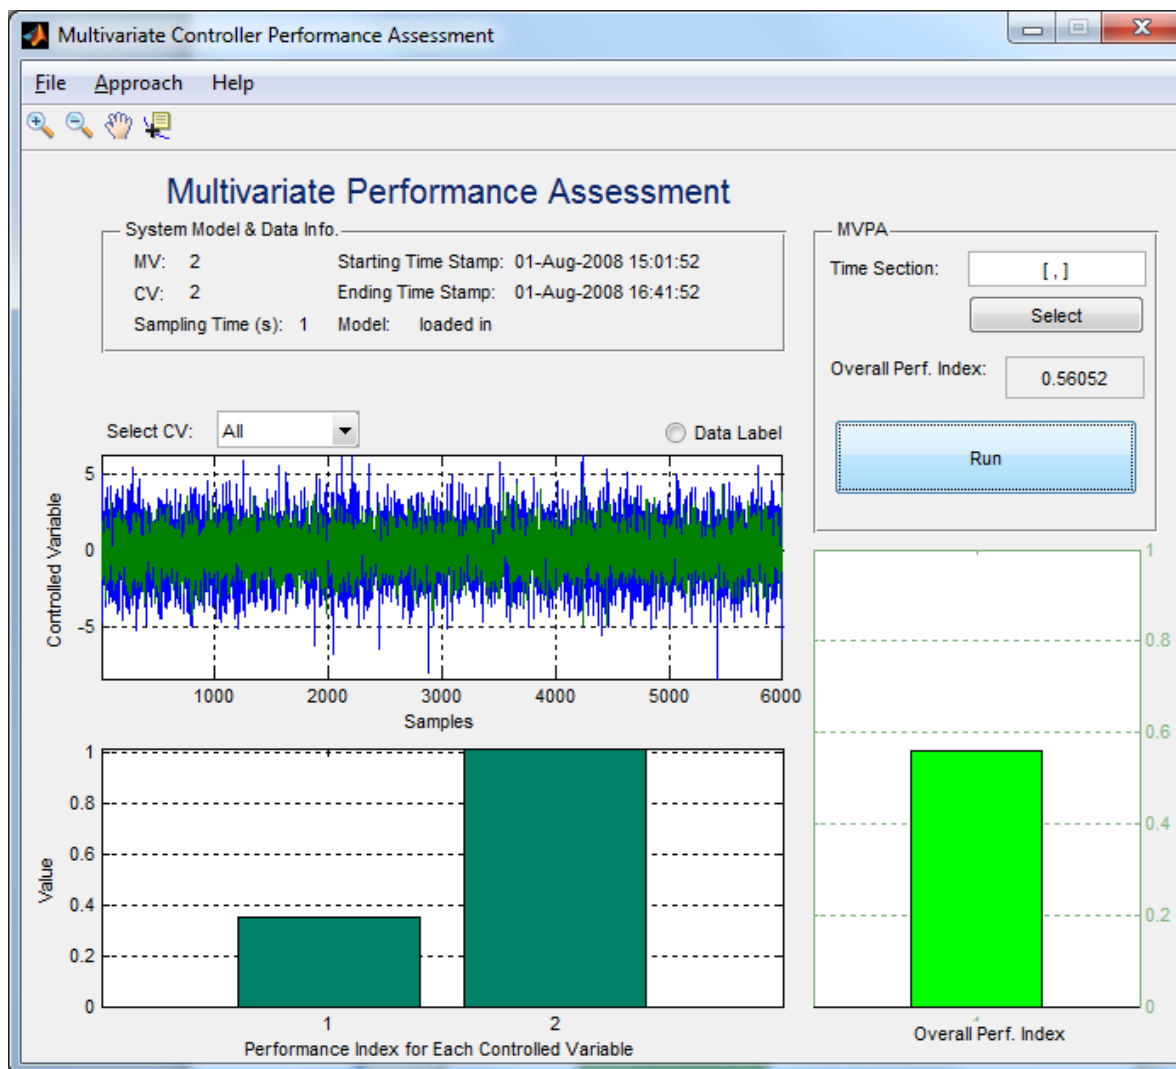 Multivariate Controller Performance Assessment
File Approach Help
Multivariate Performance Assessment
System Model & Data Info.
MV: 2 Starting Time Stamp: 01-Aug-2008 15:01:52
CV: 2 Ending Time Stamp: 01-Aug-2008 16:41:52
Sampling Time (s): 1 Model: loaded in
MVPA
Time Section: [ , ]
Select
Overall Perf. Index: 0.56052
Run
Select CV: All Data Label
Controlled Variable
5
0
-5
1000 2000 3000 4000 5000 6000
Samples
Value
1
0.8
0.6
0.4
0.2
0
1 2
Performance Index for Each Controlled Variable
1
0.8
0.6
0.4
0.2
0
1
Overall Perf. Index